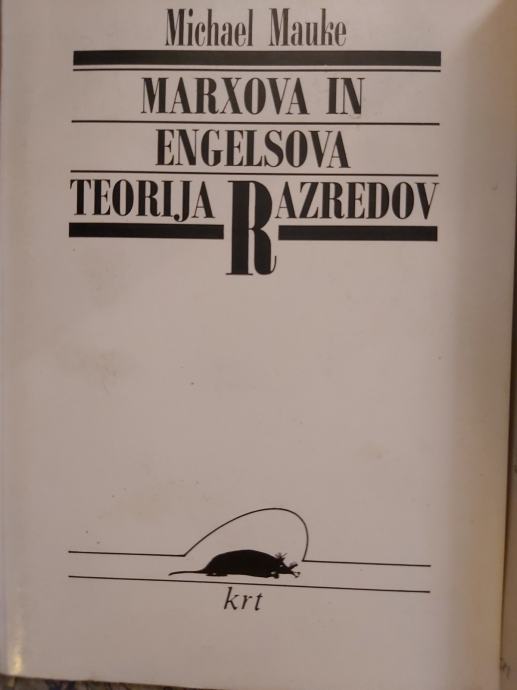 Michael Mauke
MARXOVA IN
ENGELSOVA
TEORIJA RAZREDOV
krt